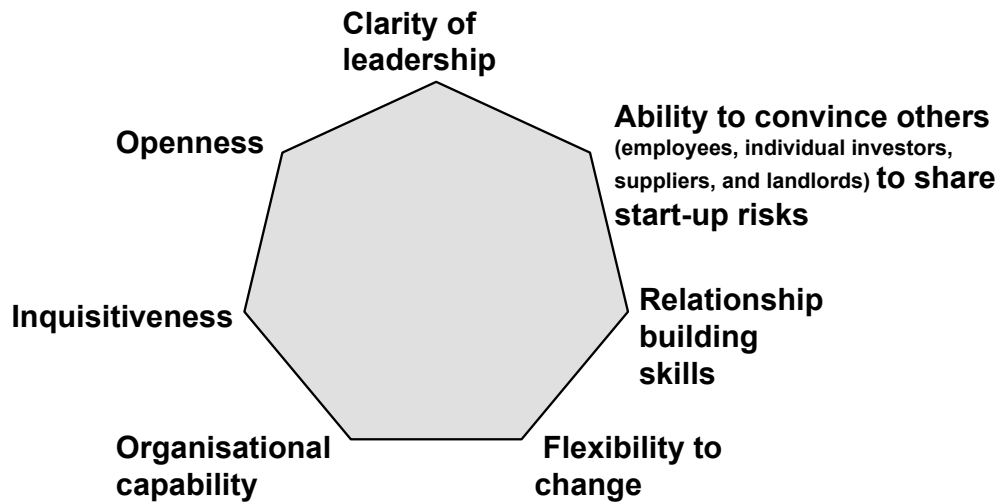 Clarity of
leadership
Ability to convince others
(employees, individual investors,
suppliers, and landlords) to share
start-up risks
Relationship
building
skills
Flexibility to
change
Organisational
capability
Inquisitiveness
Openness